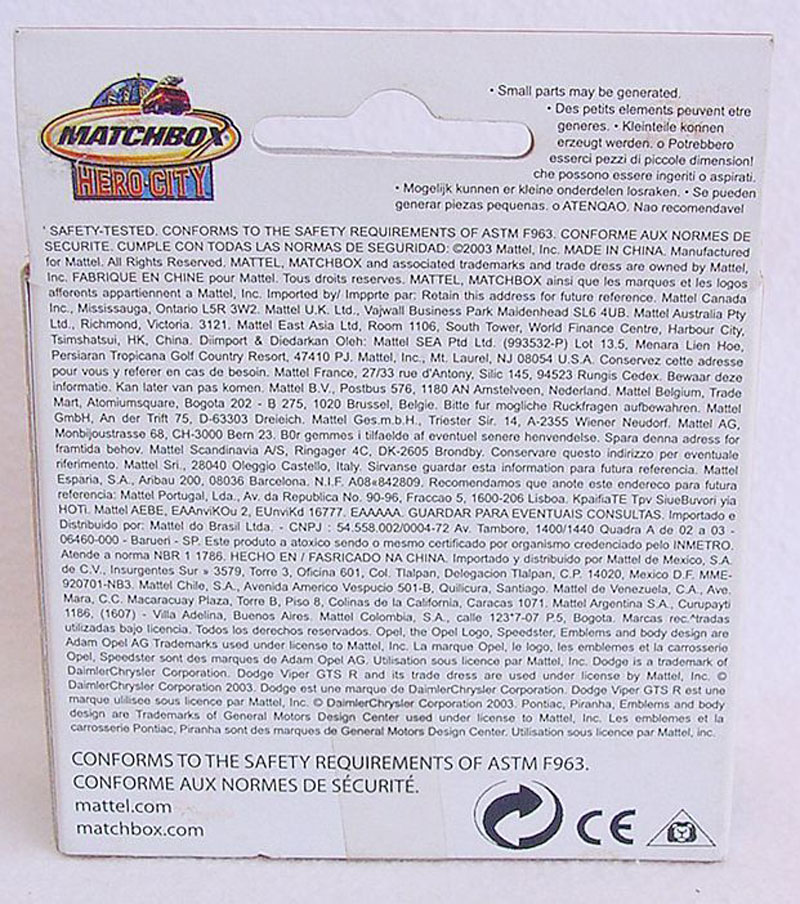 MATCHBOX
HERO-CITY
• Small parts may be generated.
• Des petits elements peuvent etre
generes. • Kleinteile konnen
erzeugt werden. o Potrebbero
esserci pezzi di piccole dimension!
che possono essere ingeriti o aspirati.
• Mogelijk kunnen er kleine onderdelen losraken. • Se pueden
generar piezas pequenas. o ATENQAO. Nao recomendavel
' SAFETY-TESTED. CONFORMS TO THE SAFETY REQUIREMENTS OF ASTM F963. CONFORME AUX NORMES DE
SECURITE. CUMPLE CON TODAS LAS NORMAS DE SEGURIDAD: ©2003 Mattel, Inc. MADE IN CHINA. Manufactured
for Mattel. All Rights Reserved. MATTEL, MATCHBOX and associated trademarks and trade dress are owned by Mattel,
Inc. FABRIQUE EN CHINE pour Mattel. Tous droits reserves. MATTEL, MATCHBOX ainsi que les marques et les logos
afferents appartiennent a Mattel, Inc. Imported by/ Impprte par: Retain this address for future reference. Mattel Canada
Inc., Mississauga, Ontario L5R 3W2. Mattel U.K. Ltd., Vajwall Business Park Maidenhead SL6 4UB. Mattel Australia Pty
Ltd., Richmond, Victoria. 3121. Mattel East Asia Ltd, Room 1106, South Tower, World Finance Centre, Harbour City,
Tsimshatsui, HK, China. Diimport & Diedarkan Oleh: Mattel SEA Ptd Ltd. (993532-P) Lot 13.5, Menara Lien Hoe,
Persiaran Tropicana Golf Country Resort, 47410 PJ. Mattel, Inc., Mt. Laurel, NJ 08054 U.S.A. Conservez cette adresse
pour vous y referer en cas de besoin. Mattel France, 27/33 rue d'Antony, Silic 145, 94523 Rungis Cedex. Bewaar deze
informatie. Kan later van pas komen. Mattel B.V., Postbus 576, 1180 AN Amstelveen, Nederland. Mattel Belgium, Trade
Mart, Atomiumsquare, Bogota 202 - B 275, 1020 Brussel, Belgie. Bitte fur mogliche Ruckfragen aufbewahren. Mattel
GmbH, An der Trift 75, D-63303 Dreieich. Mattel Ges.m.b.H., Triester Sir. 14, A-2355 Wiener Neudorf. Mattel AG,
Monbijoustrasse 68, CH-3000 Bern 23. B0r gemmes i tilfaelde af eventuel senere henvendelse. Spara denna adress for
framtida behov. Mattel Scandinavia A/S, Ringager 4C, DK-2605 Brondby. Conservare questo indirizzo per eventuale
riferimento. Mattel Sri., 28040 Oleggio Castello, Italy. Sirvanse guardar esta information para futura referencia. Mattel
Esparia, S.A., Aribau 200, 08036 Barcelona. N.I.F. A08«842809. Recomendamos que anote este endereco para futura
referencia: Mattel Portugal, Lda., Av. da Republica No. 90-96, Fraccao 5, 1600-206 Lisboa. KpaifiaTE Tpv SiueBuvori yia
HOTi. Mattel AEBE, EAAnviKOu 2, EUnviKd 16777. EAAAAA. GUARDAR PARA EVENTUAIS CONSULTAS. Importado e
Distribuido por: Mattel do Brasil Ltda. - CNPJ : 54.558.002/0004-72 Av. Tambore, 1400/1440 Quadra A de 02 a 03 -
06460-000 - Barueri - SP. Este produto a atoxico sendo o mesmo certificado por organismo credenciado pelo INMETRO.
Atende a norma NBR 1 1786. HECHO EN / FASRICADO NA CHINA. Importado y distribuido por Mattel de Mexico, S.A.
de C.V., Insurgentes Sur » 3579, Torre 3, Oficina 601, Col. Tlalpan, Delegacion Tlalpan, C.P. 14020, Mexico D.F. MME-
920701-NB3. Mattel Chile, S.A., Avenida Americo Vespucio 501-B, Quilicura, Santiago. Mattel de Venezuela, C.A., Ave.
Mara, C.C. Macaracuay Plaza, Torre B, Piso 8, Colinas de la California, Caracas 1071. Mattel Argentina S.A., Curupayti
1186, (1607) - Villa Adelina, Buenos Aires. Mattel Colombia, S.A., calle 123*7-07 P.5, Bogota. Marcas rec.^tradas
utilizadas bajo licencia. Todos los derechos reservados. Opel, the Opel Logo, Speedster, Emblems and body design are
Adam Opel AG Trademarks used under license to Mattel, Inc. La marque Opel, le logo, les emblemes et la carrosserie
Opel, Speedster sont des marques de Adam Opel AG. Utilisation sous licence par Mattel, Inc. Dodge is a trademark of
DaimlerChrysler Corporation. Dodge Viper GTS R and its trade dress are used under license by Mattel, Inc. ©
DaimlerChrysler Corporation 2003. Dodge est une marque de DaimlerChrysler Corporation. Dodge Viper GTS R est une
marque ulilisee sous licence par Mattel, Inc. © DaimlerChrysler Corporation 2003. Pontiac, Piranha, Emblems and body
design are Trademarks of General Motors Design Center used under license to Mattel, Inc. Les emblemes et la
carrosserie Pontiac, Piranha sont des marques de General Motors Design Center. Utilisation sous licence par Mattel, inc.
CONFORMS TO THE SAFETY REQUIREMENTS OF ASTM F963.
CONFORME AUX NORMES DE SÉCURITÉ.
mattel.com
matchbox.com
CE